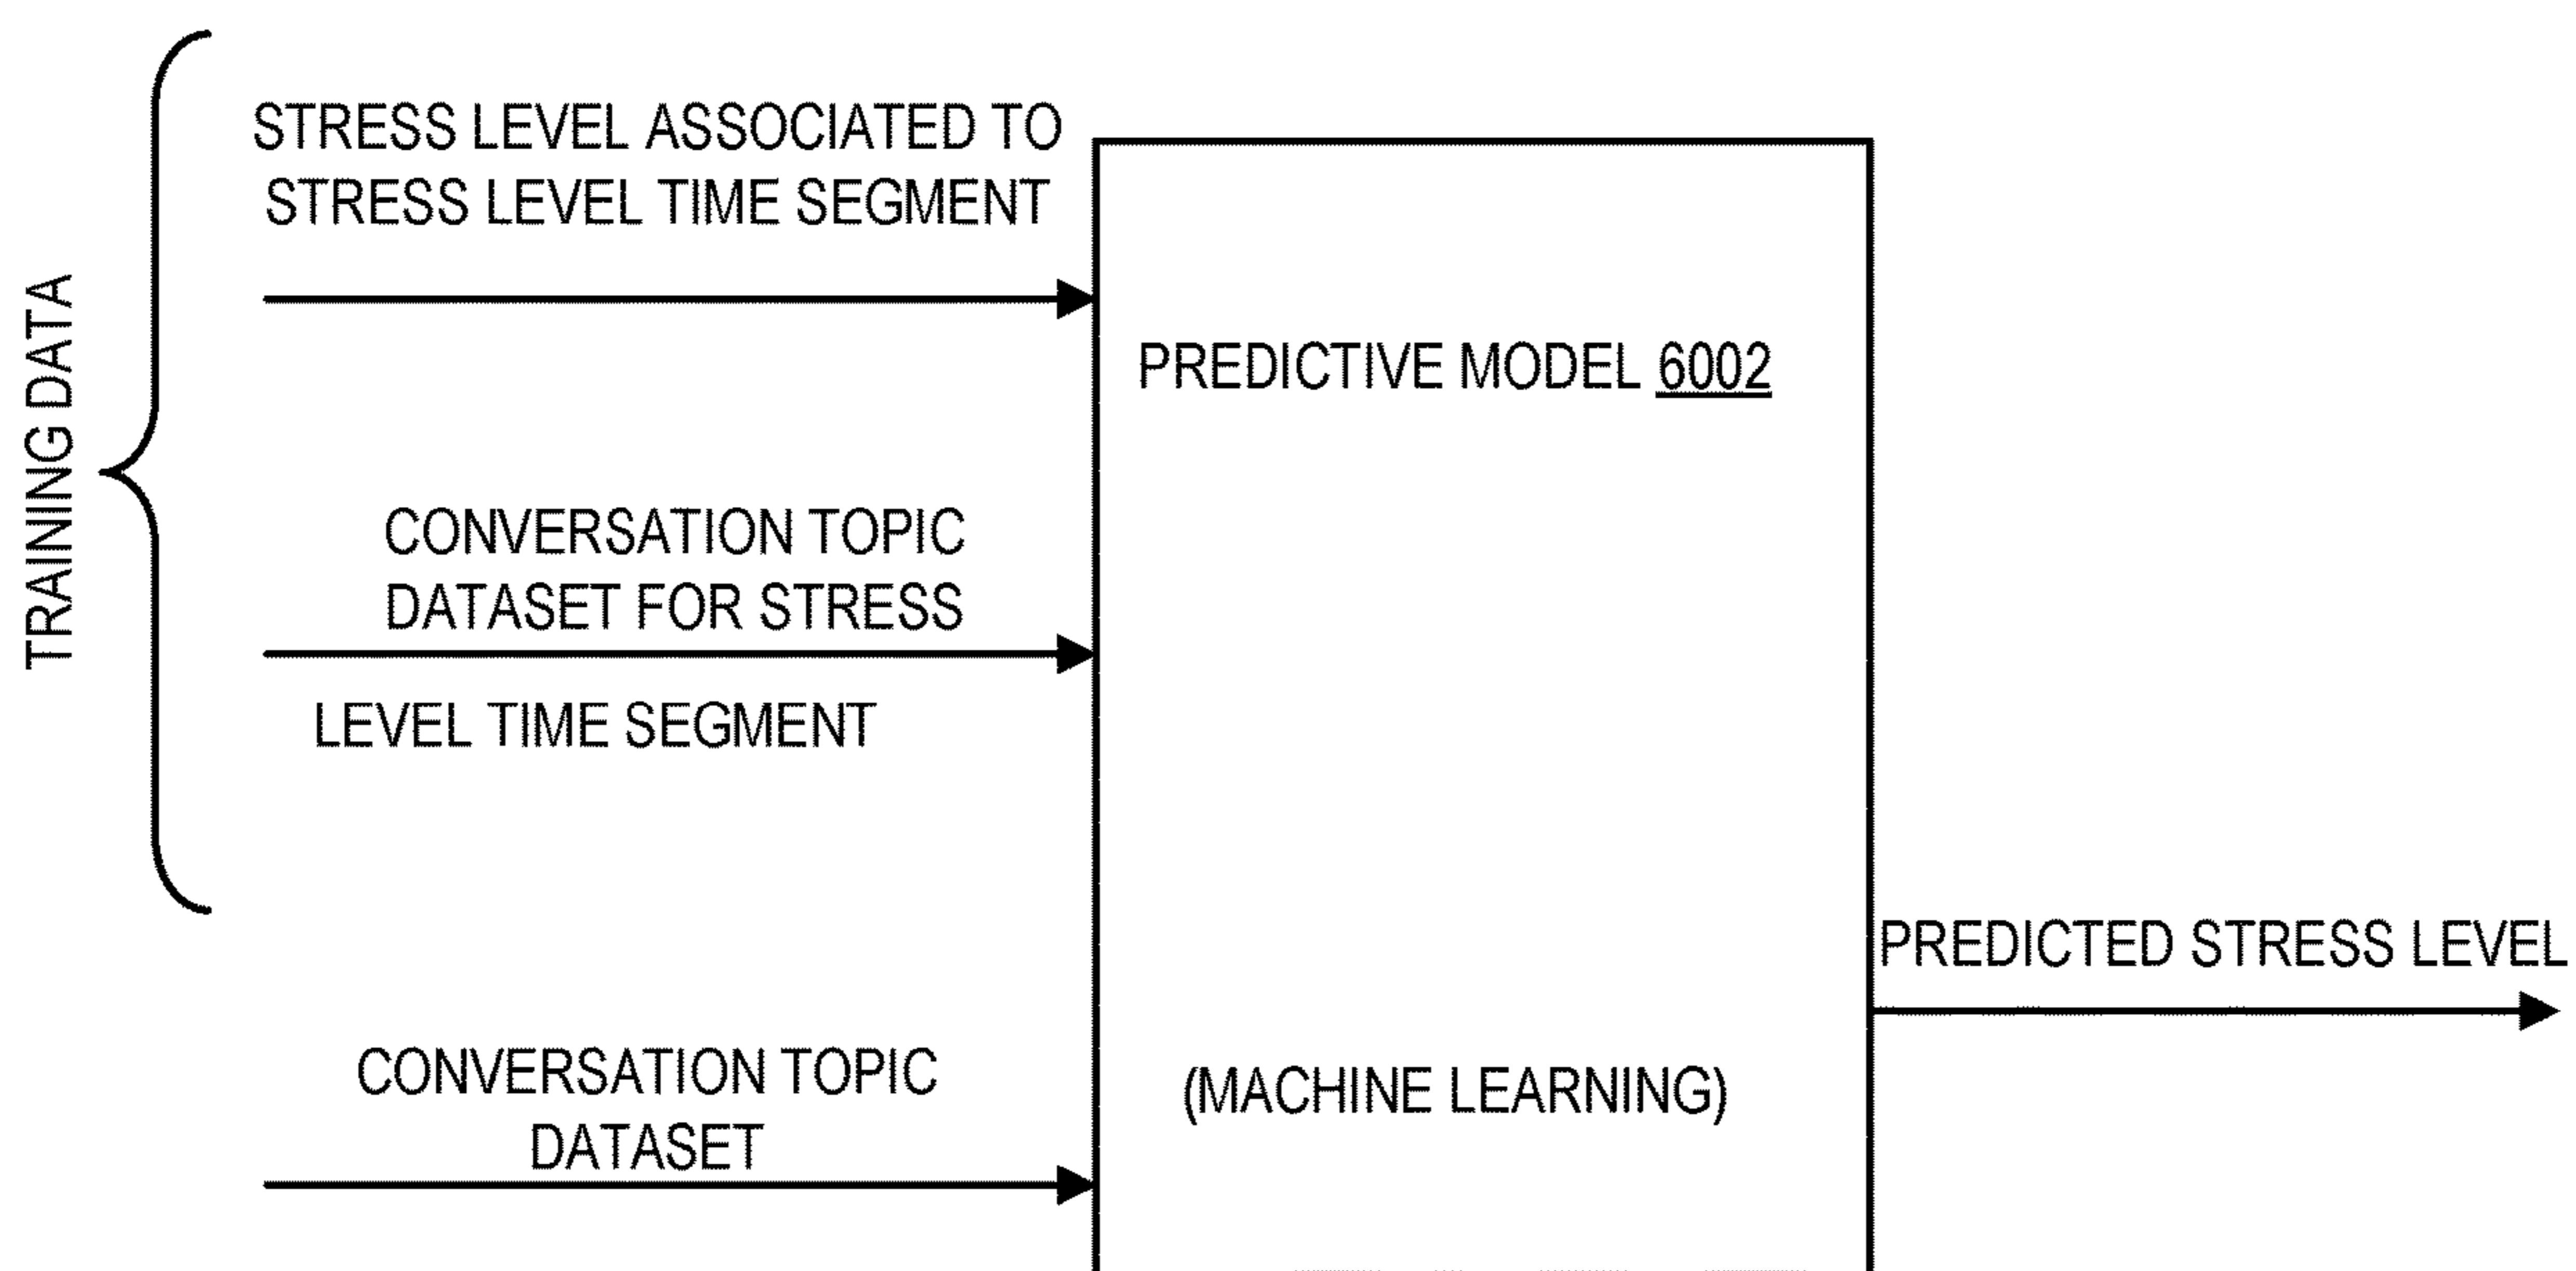 TRAINING DATA
STRESS LEVEL ASSOCIATED TO
STRESS LEVEL TIME SEGMENT
PREDICTIVE MODEL 6002
CONVERSATION TOPIC
DATASET FOR STRESS
LEVEL TIME SEGMENT
PREDICTED STRESS LEVEL
CONVERSATION TOPIC
DATASET
(MACHINE LEARNING)